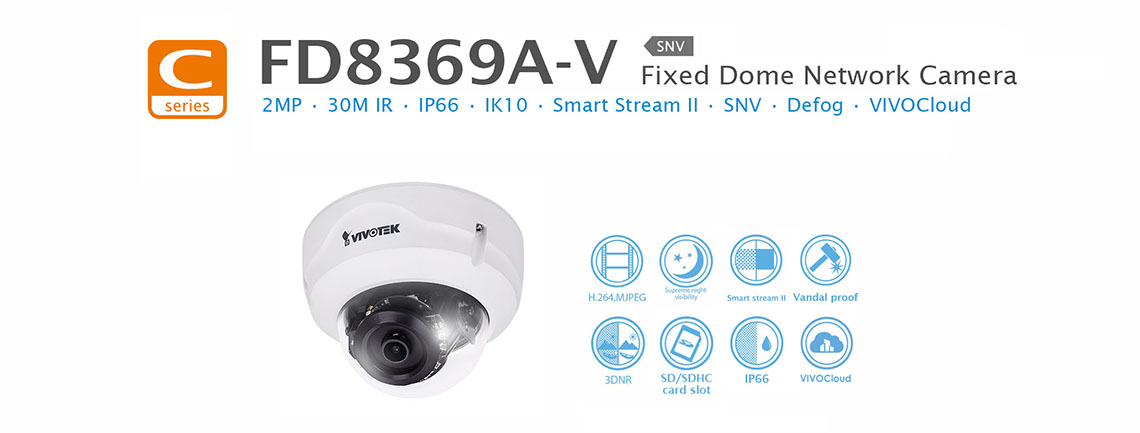 C
series
FD8369A-V
SNV
Fixed Dome Network Camera
2MP · 30M IR · IP66 · IK10 · Smart Stream II · SNV · Defog · VIVOCloud
VIVOTEK
H.264,MJPEG
Supreme night
visibility
Smart stream II
Vandal proof
3DNR
SD/SDHC
card slot
IP66
VIVOCloud